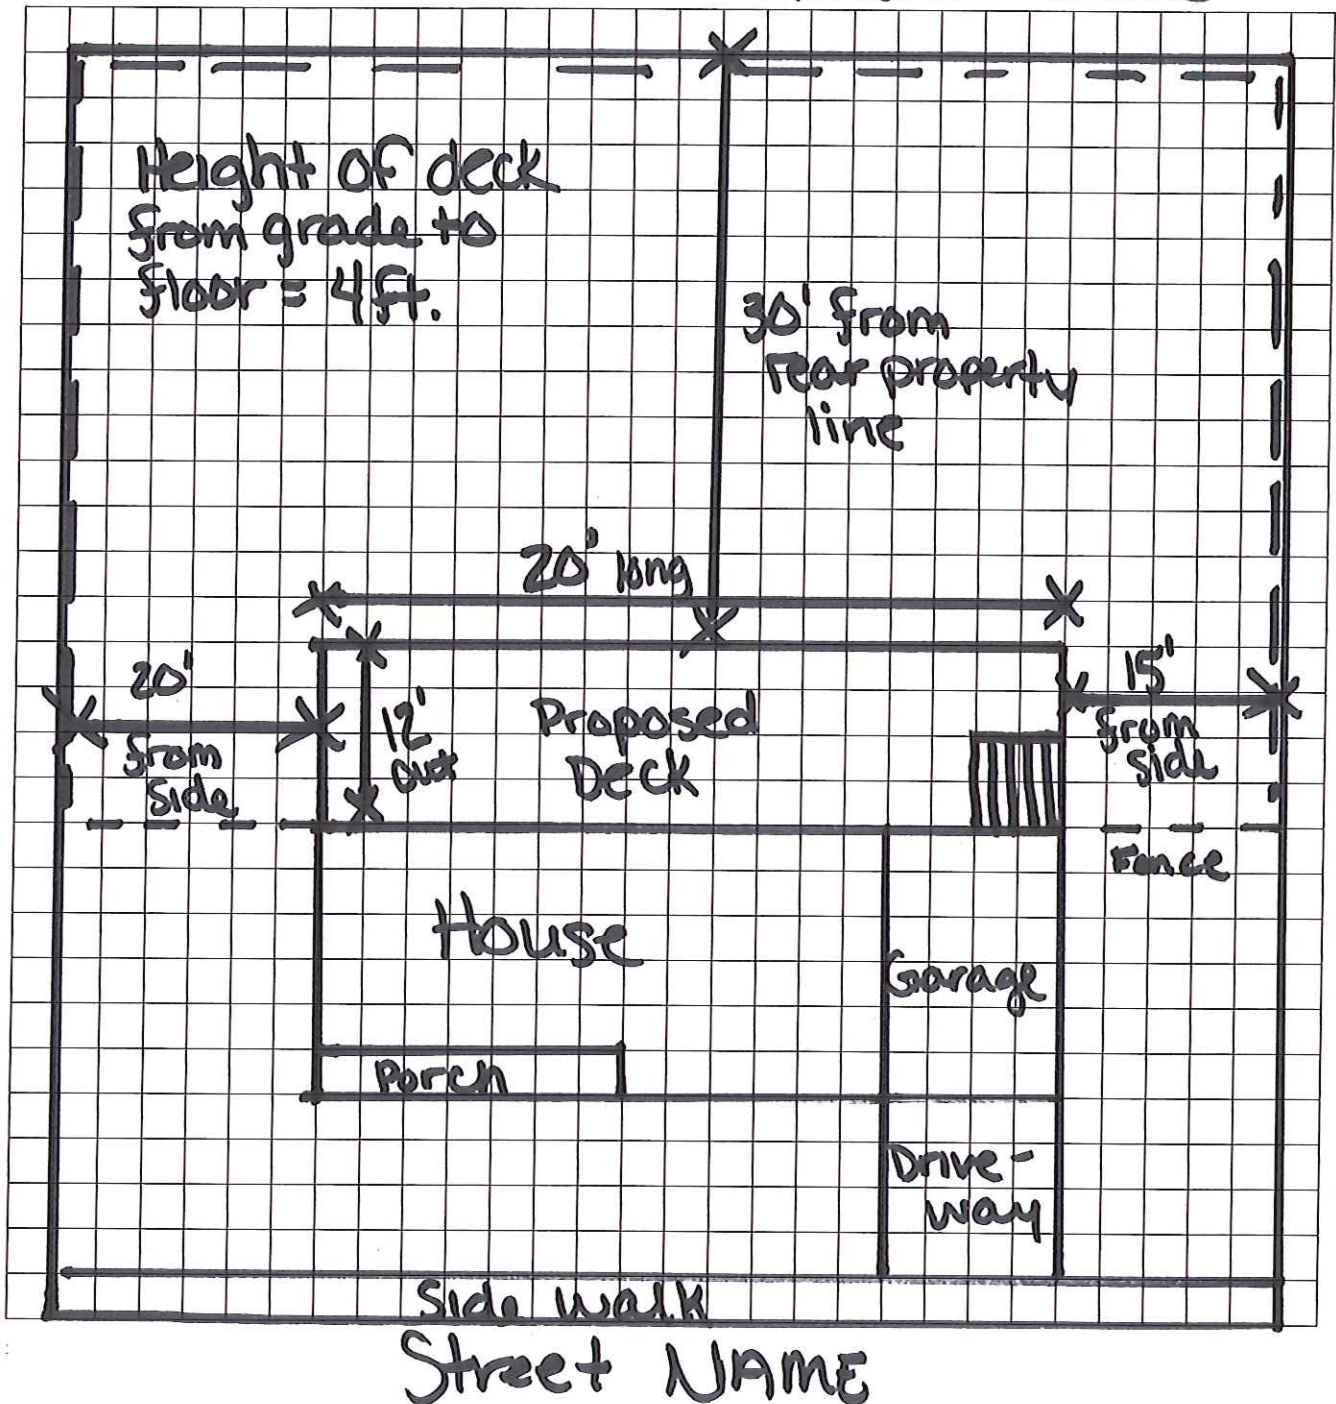 Height of deck
from grade to
floor = 4ft.
30' from
rear property
line
20' long
20'
from
side
12'
out
Proposed
Deck
15'
from
side
Fence
House
Garage
Porch
Drive-
way
Side walk
Street NAME